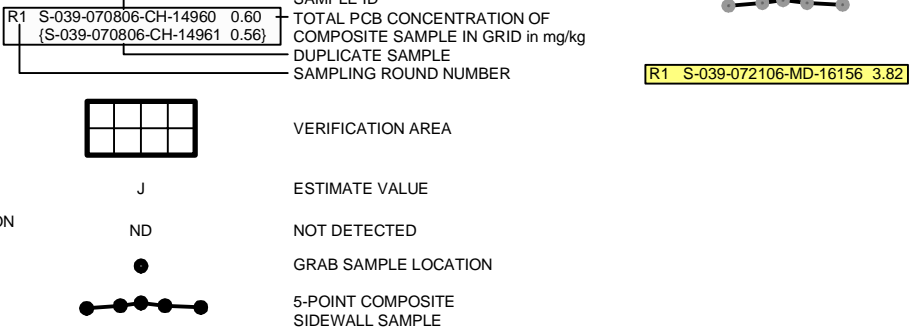 SAMPLE ID
R1 S-039-070806-CH-14960 0.60
{S-039-070806-CH-14961 0.56}
TOTAL PCB CONCENTRATION OF
COMPOSITE SAMPLE IN GRID in mg/kg
DUPLICATE SAMPLE
SAMPLING ROUND NUMBER
R1 S-039-072106-MD-16156 3.82
VERIFICATION AREA
J ESTIMATE VALUE
ND NOT DETECTED
GRAB SAMPLE LOCATION
5-POINT COMPOSITE
SIDEWALL SAMPLE